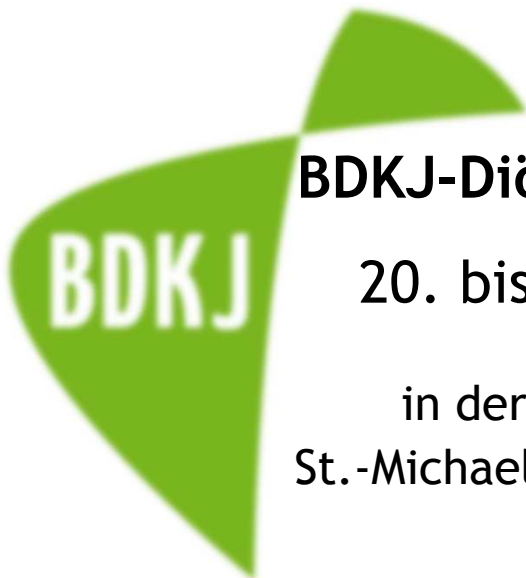 BDKJ-Diö
BDKJ
20. bis
in der
St.-Michael